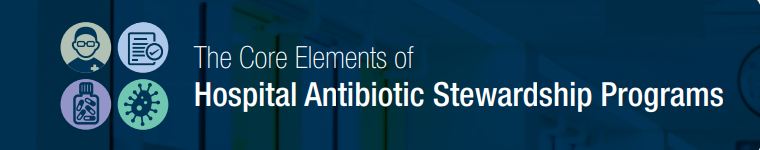 The Core Elements of
Hospital Antibiotic Stewardship Programs